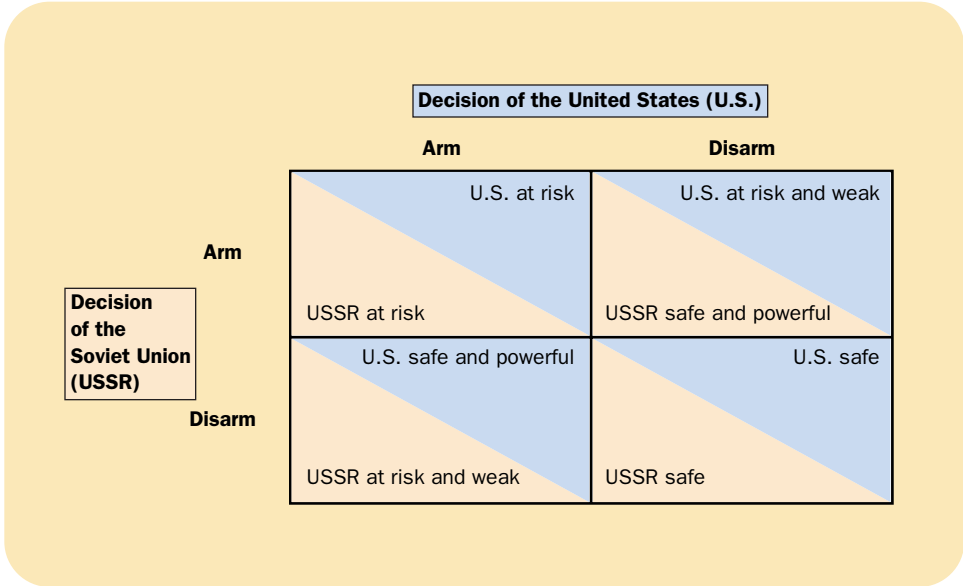 Decision of the United States (U.S.)
Arm
Disarm
U.S. at risk
U.S. at risk and weak
Arm
USSR at risk
USSR safe and powerful
Decision
of the
Soviet Union
(USSR)
U.S. safe and powerful
U.S. safe
Disarm
USSR at risk and weak
USSR safe